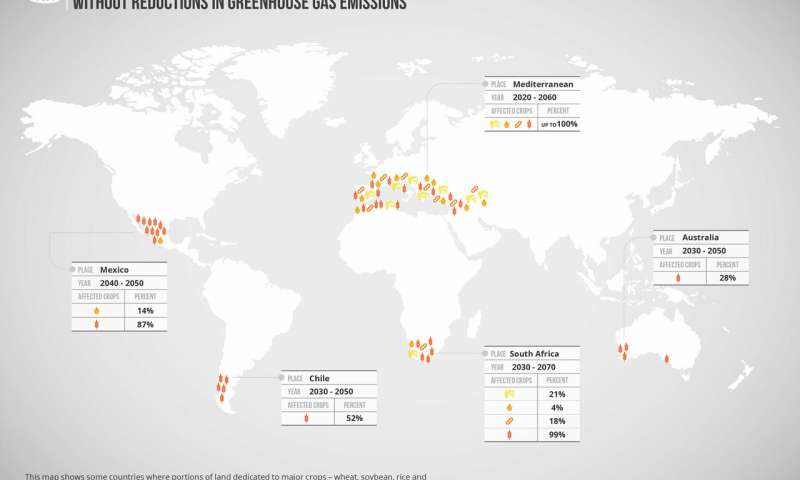 WITHOUT REDUCTIONS IN GREENHOUSE GAS EMISSIONS
PLACE Mediterranean
YEAR 2020 - 2060
AFFECTED CROPS PERCENT
UP TO 100%
PLACE Australia
YEAR 2030 - 2050
AFFECTED CROPS PERCENT
28%
PLACE Mexico
YEAR 2040 - 2050
AFFECTED CROPS PERCENT
14%
87%
PLACE South Africa
YEAR 2030 - 2070
AFFECTED CROPS PERCENT
21%
4%
18%
99%
PLACE Chile
YEAR 2030 - 2050
AFFECTED CROPS PERCENT
52%
This map shows some countries where portions of land dedicated to major crops – wheat, soybean, rice and